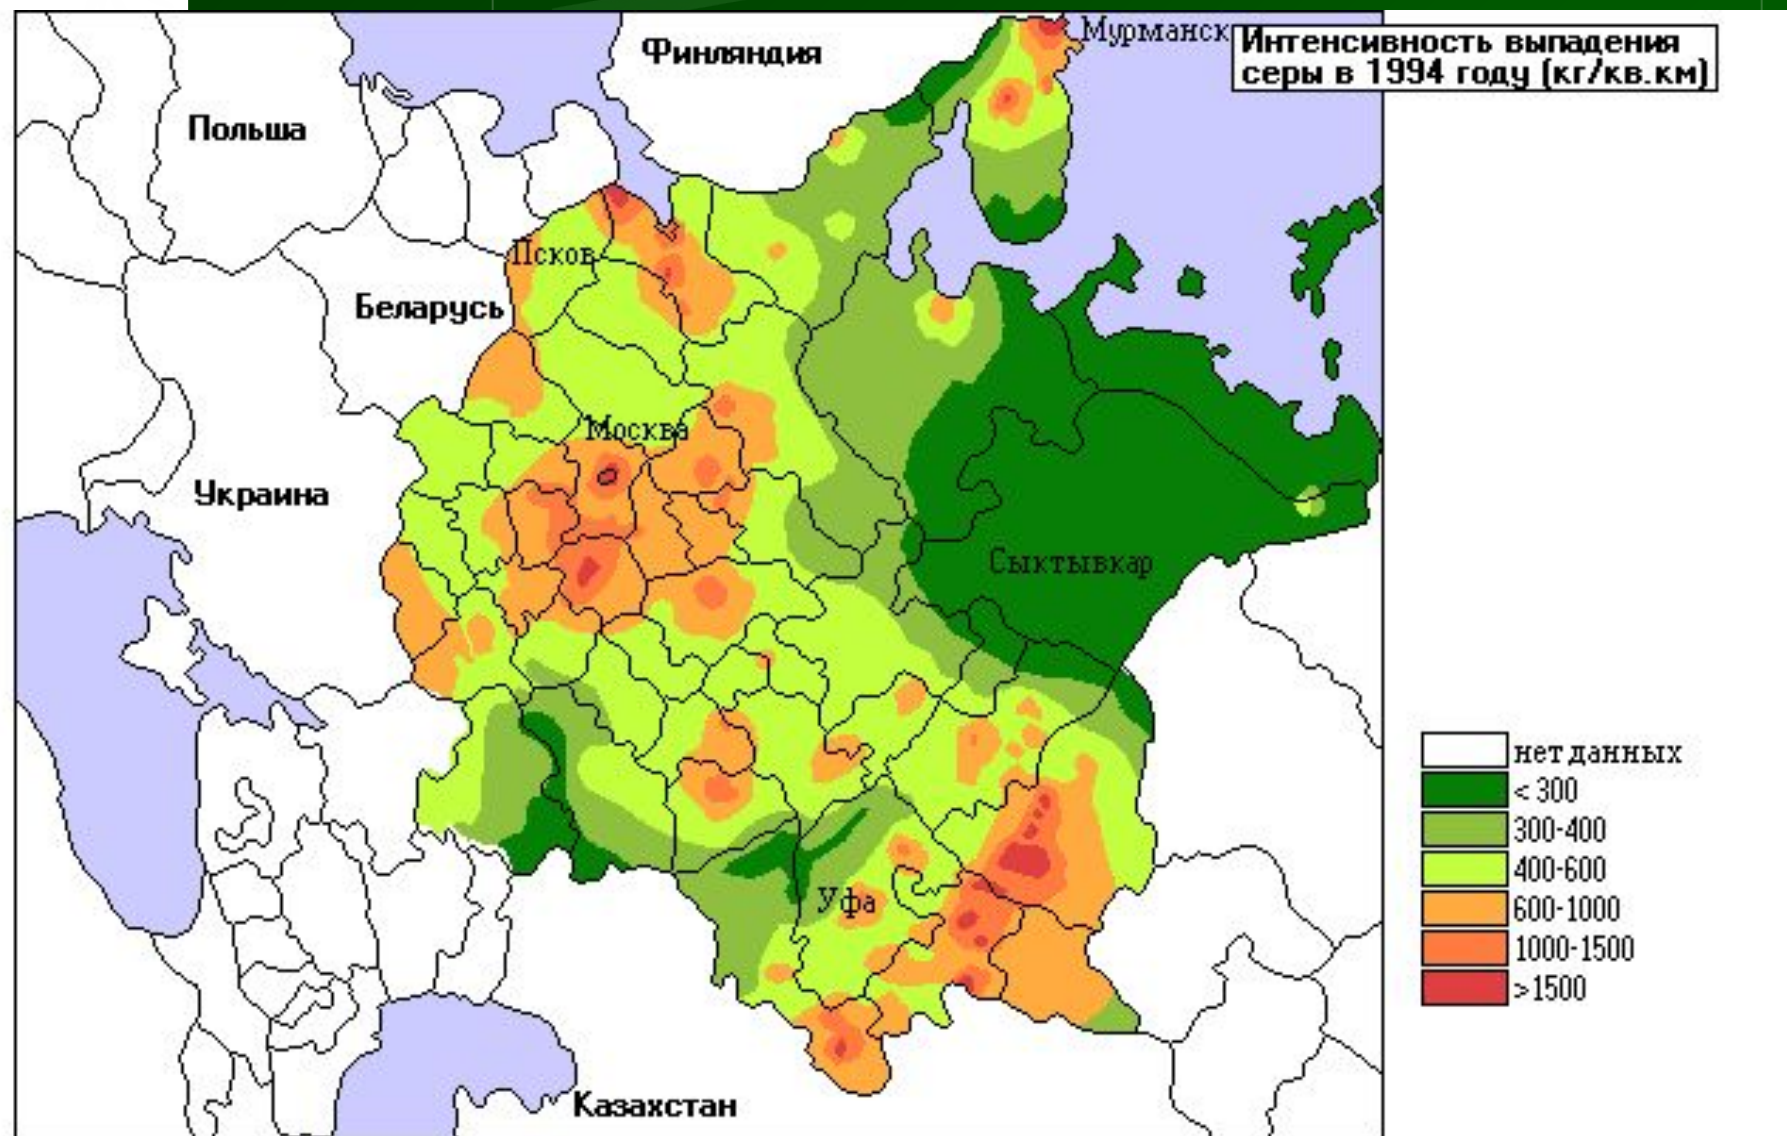 Мурманск
Интенсивность выпадения
серы в 1994 году (кг/кв.км)
Финляндия
Польша
Псков
Беларусь
Москва
Украина
Сыктывкар
нет данных
< 300
300-400
400-600
Уфа
600-1000
1000-1500
>1500
Казахстан